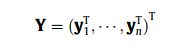 Y = (y₁ᵀ, ⋯, yₙᵀ)ᵀ